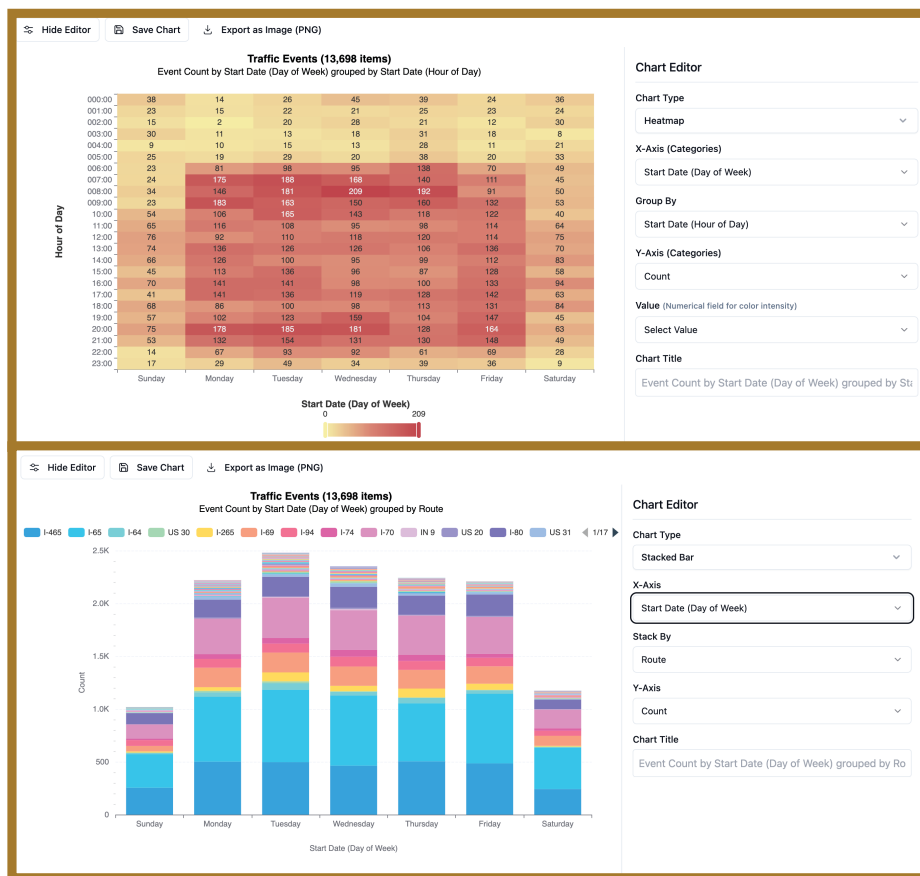 Hide Editor Save Chart Export as Image (PNG)
Traffic Events (13,698 items)
Event Count by Start Date (Day of Week) grouped by Start Date (Hour of Day)
Hour of Day
000:00 38 14 26 45 39 24 36
001:00 23 15 22 21 25 23 24
002:00 15 2 20 28 21 12 30
003:00 30 11 13 18 31 18 8
004:00 9 10 15 13 28 11 21
005:00 25 19 29 20 38 20 33
006:00 23 81 98 95 138 70 49
007:00 24 175 188 168 140 111 45
008:00 34 146 181 209 192 91 50
009:00 23 183 163 150 160 132 53
10:00 54 106 165 143 118 122 40
11:00 65 116 108 95 98 114 64
12:00 76 92 110 118 120 114 75
13:00 74 136 126 126 106 136 70
14:00 66 126 100 95 99 112 83
15:00 45 113 136 96 87 128 58
16:00 70 141 141 98 100 133 94
17:00 41 141 136 119 128 142 63
18:00 68 86 100 98 113 131 84
19:00 57 102 123 159 104 147 45
20:00 75 178 185 181 128 164 63
21:00 53 132 154 131 130 148 49
22:00 14 67 93 92 61 69 28
23:00 17 29 49 34 39 36 9
Sunday Monday Tuesday Wednesday Thursday Friday Saturday
Start Date (Day of Week)
0 209
Chart Editor
Chart Type
Heatmap
X-Axis (Categories)
Start Date (Day of Week)
Group By
Start Date (Hour of Day)
Y-Axis (Categories)
Count
Value (Numerical field for color intensity)
Select Value
Chart Title
Event Count by Start Date (Day of Week) grouped by Sta
Hide Editor Save Chart Export as Image (PNG)
Traffic Events (13,698 items)
Event Count by Start Date (Day of Week) grouped by Route
I-465 I-65 I-64 US 30 I-265 I-69 I-94 I-74 I-70 IN 9 US 20 I-80 US 31 1/17
Count
2.5K
2.0K
1.5K
1.0K
500
0
Sunday Monday Tuesday Wednesday Thursday Friday Saturday
Start Date (Day of Week)
Chart Editor
Chart Type
Stacked Bar
X-Axis
Start Date (Day of Week)
Stack By
Route
Y-Axis
Count
Chart Title
Event Count by Start Date (Day of Week) grouped by Ro